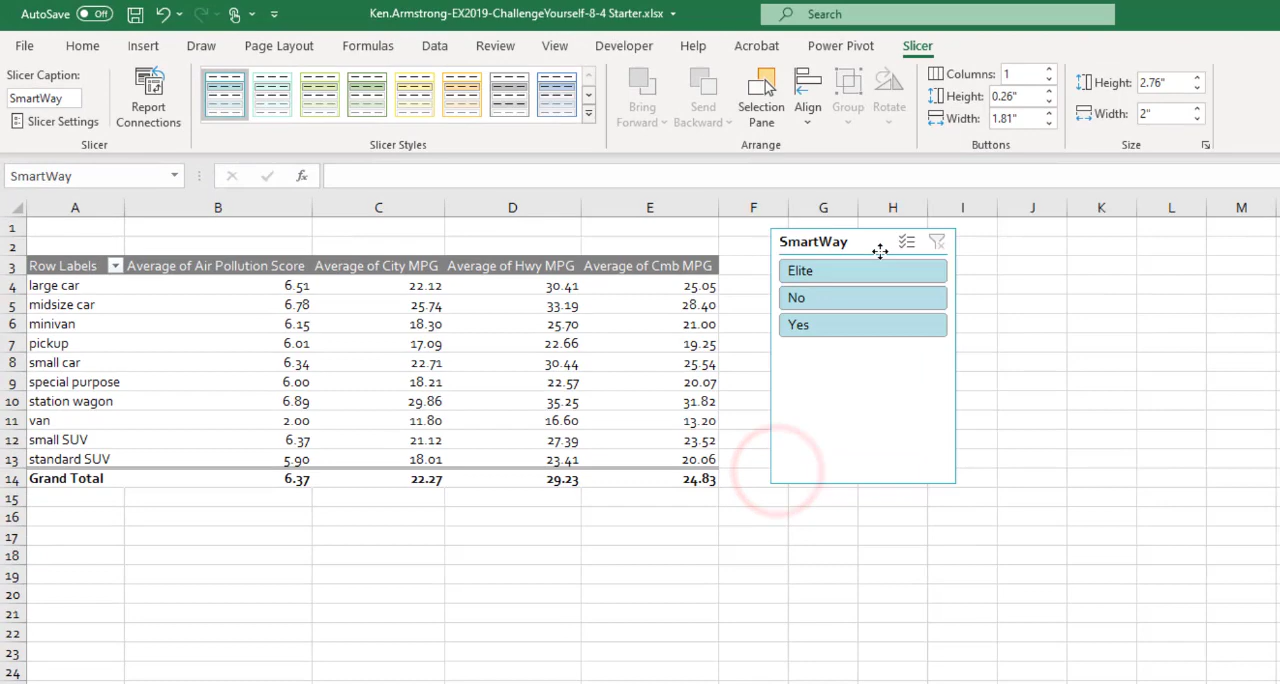 AutoSave Off Ken.Armstrong-EX2019-ChallengeYourself-8-4 Starter.xlsx Search
File Home Insert Draw Page Layout Formulas Data Review View Developer Help Acrobat Power Pivot Slicer
Slicer Caption:
SmartWay
Slicer Settings
Report
Connections
Bring
Forward
Send
Backward
Selection
Pane
Align
Group
Rotate
Columns: 1
Height: 0.26"
Width: 1.81"
Height: 2.76"
Width: 2"
Slicer Slicer Styles Arrange Buttons Size
SmartWay fx
A B C D E F G H I J K L M
1
2
3 Row Labels Average of Air Pollution Score Average of City MPG Average of Hwy MPG Average of Cmb MPG
4 large car 6.51 22.12 30.41 25.05
5 midsize car 6.78 25.74 33.19 28.40
6 minivan 6.15 18.30 25.70 21.00
7 pickup 6.01 17.09 22.66 19.25
8 small car 6.34 22.71 30.44 25.54
9 special purpose 6.00 18.21 22.57 20.07
10 station wagon 6.89 29.86 35.25 31.82
11 van 2.00 11.80 16.60 13.20
12 small SUV 6.37 21.12 27.39 23.52
13 standard SUV 5.90 18.01 23.41 20.06
14 Grand Total 6.37 22.27 29.23 24.83
15
16
17
18
19
20
21
22
23
24
SmartWay
Elite
No
Yes